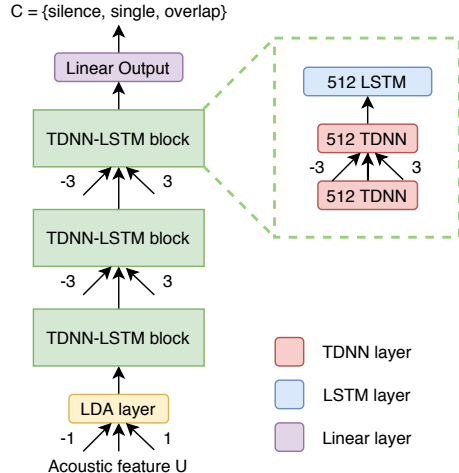 C = {silence, single, overlap}
Linear Output
TDNN-LSTM block
-3 3
TDNN-LSTM block
-3 3
TDNN-LSTM block
LDA layer
-1 1
Acoustic feature U
512 LSTM
512 TDNN
-3 3
512 TDNN
TDNN layer
LSTM layer
Linear layer